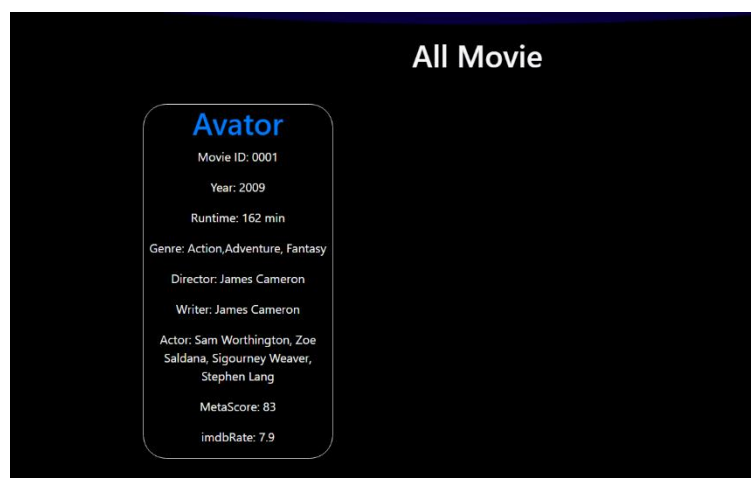 All Movie
Avator
Movie ID: 0001
Year: 2009
Runtime: 162 min
Genre: Action,Adventure, Fantasy
Director: James Cameron
Writer: James Cameron
Actor: Sam Worthington, Zoe
Saldana, Sigourney Weaver,
Stephen Lang
MetaScore: 83
imdbRate: 7.9